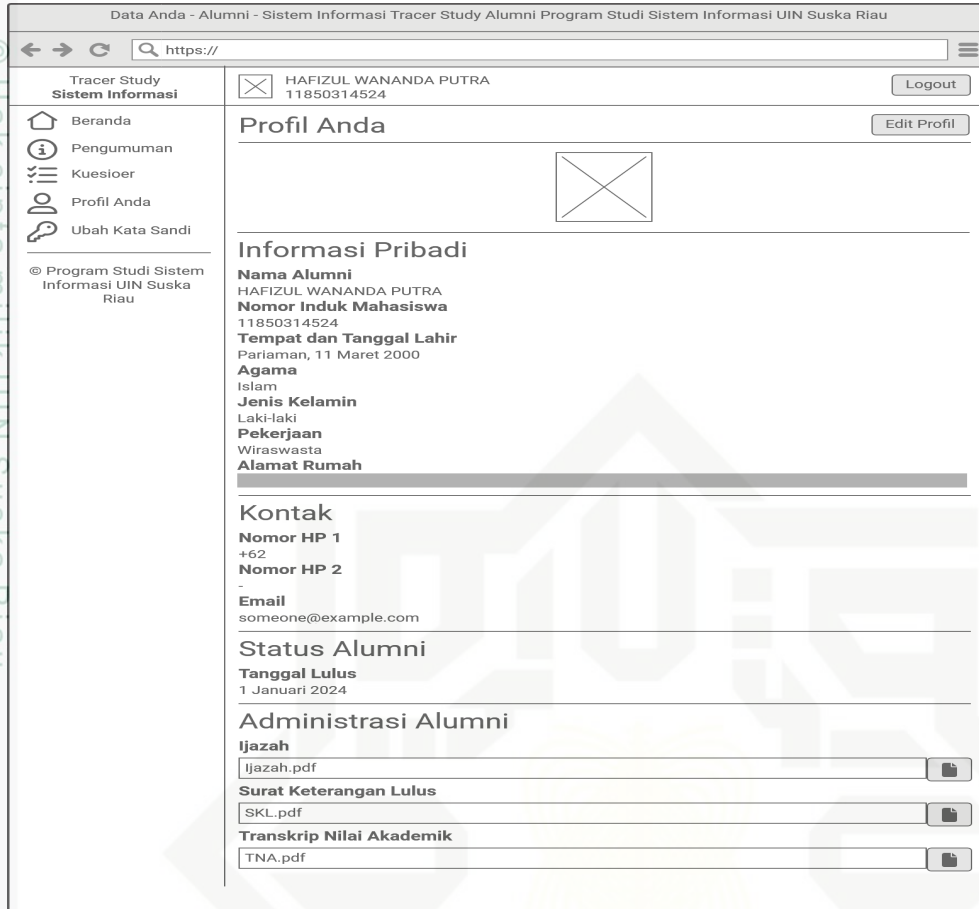 Data Anda - Alumni - Sistem Informasi Tracer Study Alumni Program Studi Sistem Informasi UIN Suska Riau
https://
Tracer Study
Sistem Informasi
HAFIZUL WANANDA PUTRA
11850314524
Logout
Beranda
Pengumuman
Kuesioer
Profil Anda
Ubah Kata Sandi
© Program Studi Sistem
Informasi UIN Suska
Riau
Profil Anda
Edit Profil
Informasi Pribadi
Nama Alumni
HAFIZUL WANANDA PUTRA
Nomor Induk Mahasiswa
11850314524
Tempat dan Tanggal Lahir
Pariaman, 11 Maret 2000
Agama
Islam
Jenis Kelamin
Laki-laki
Pekerjaan
Wiraswasta
Alamat Rumah
Kontak
Nomor HP 1
+62
Nomor HP 2
-
Email
someone@example.com
Status Alumni
Tanggal Lulus
1 Januari 2024
Administrasi Alumni
Ijazah
Ijazah.pdf
Surat Keterangan Lulus
SKL.pdf
Transkrip Nilai Akademik
TNA.pdf